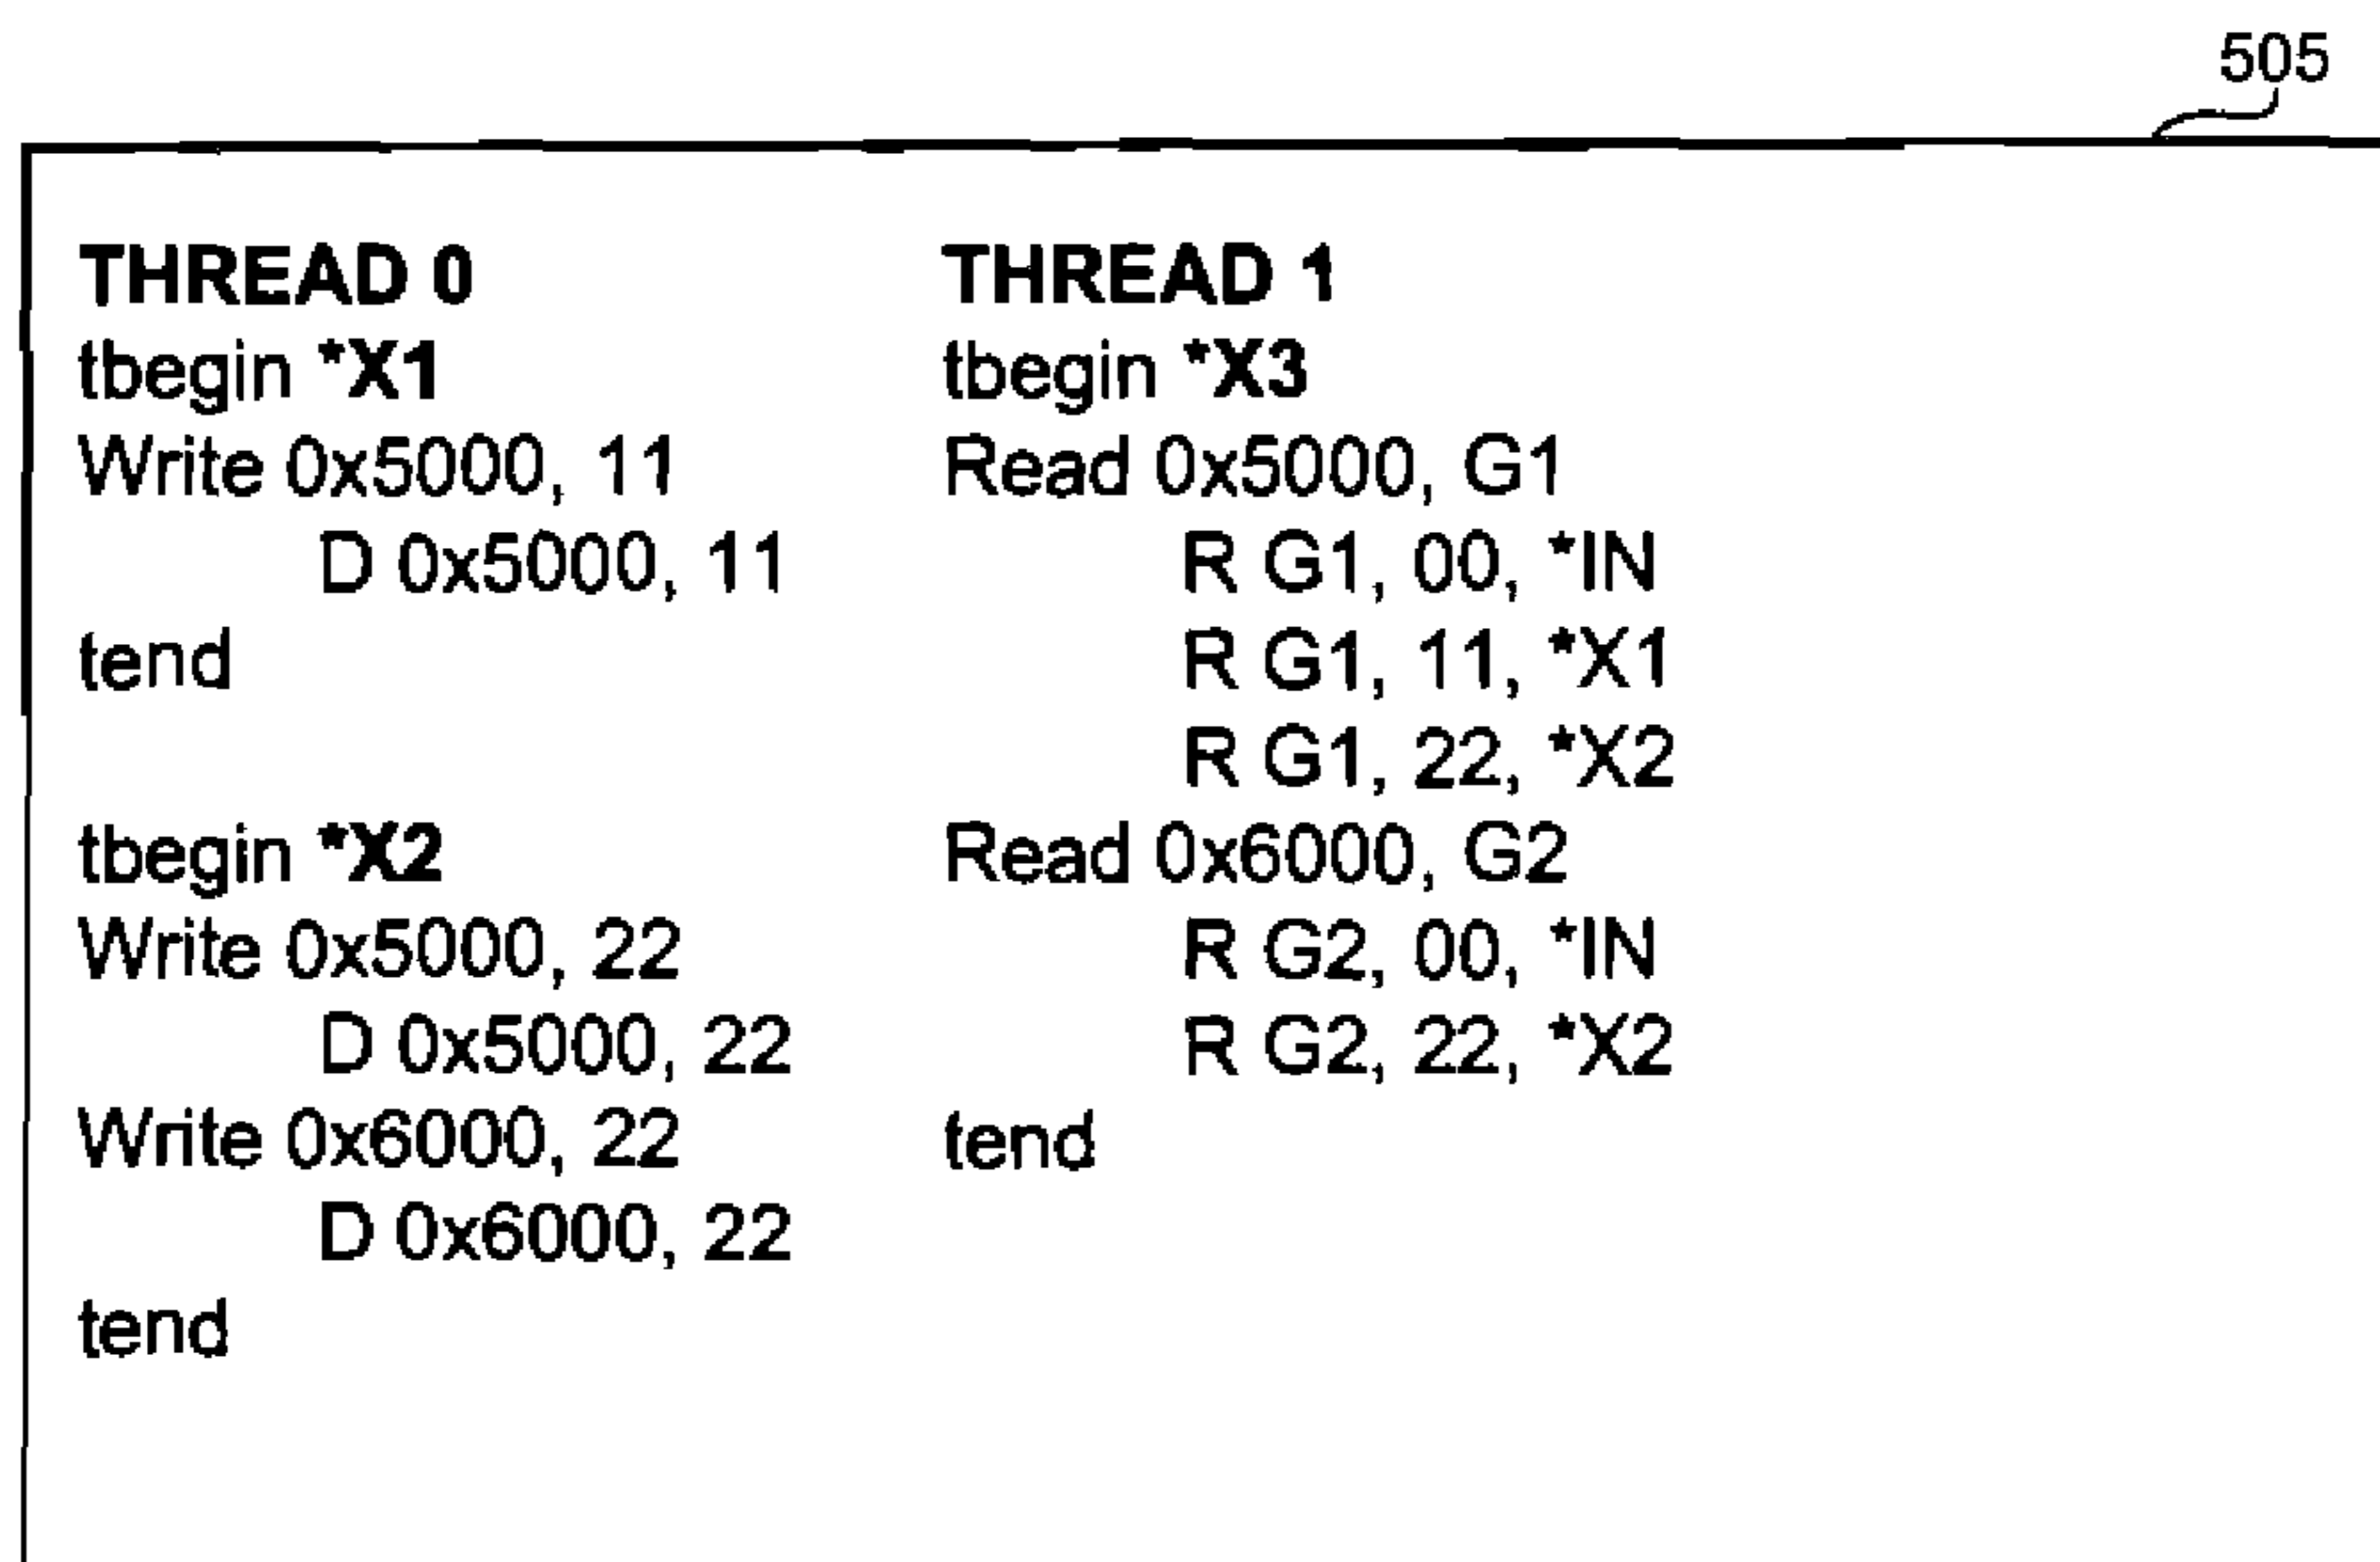 505
THREAD 0
tbegin *X1
Write 0x5000, 11
D 0x5000, 11
tend
tbegin *X2
Write 0x5000, 22
D 0x5000, 22
Write 0x6000, 22
D 0x6000, 22
tend
THREAD 1
tbegin *X3
Read 0x5000, G1
R G1, 00, *IN
R G1, 11, *X1
R G1, 22, *X2
Read 0x6000, G2
R G2, 00, *IN
R G2, 22, *X2
tend